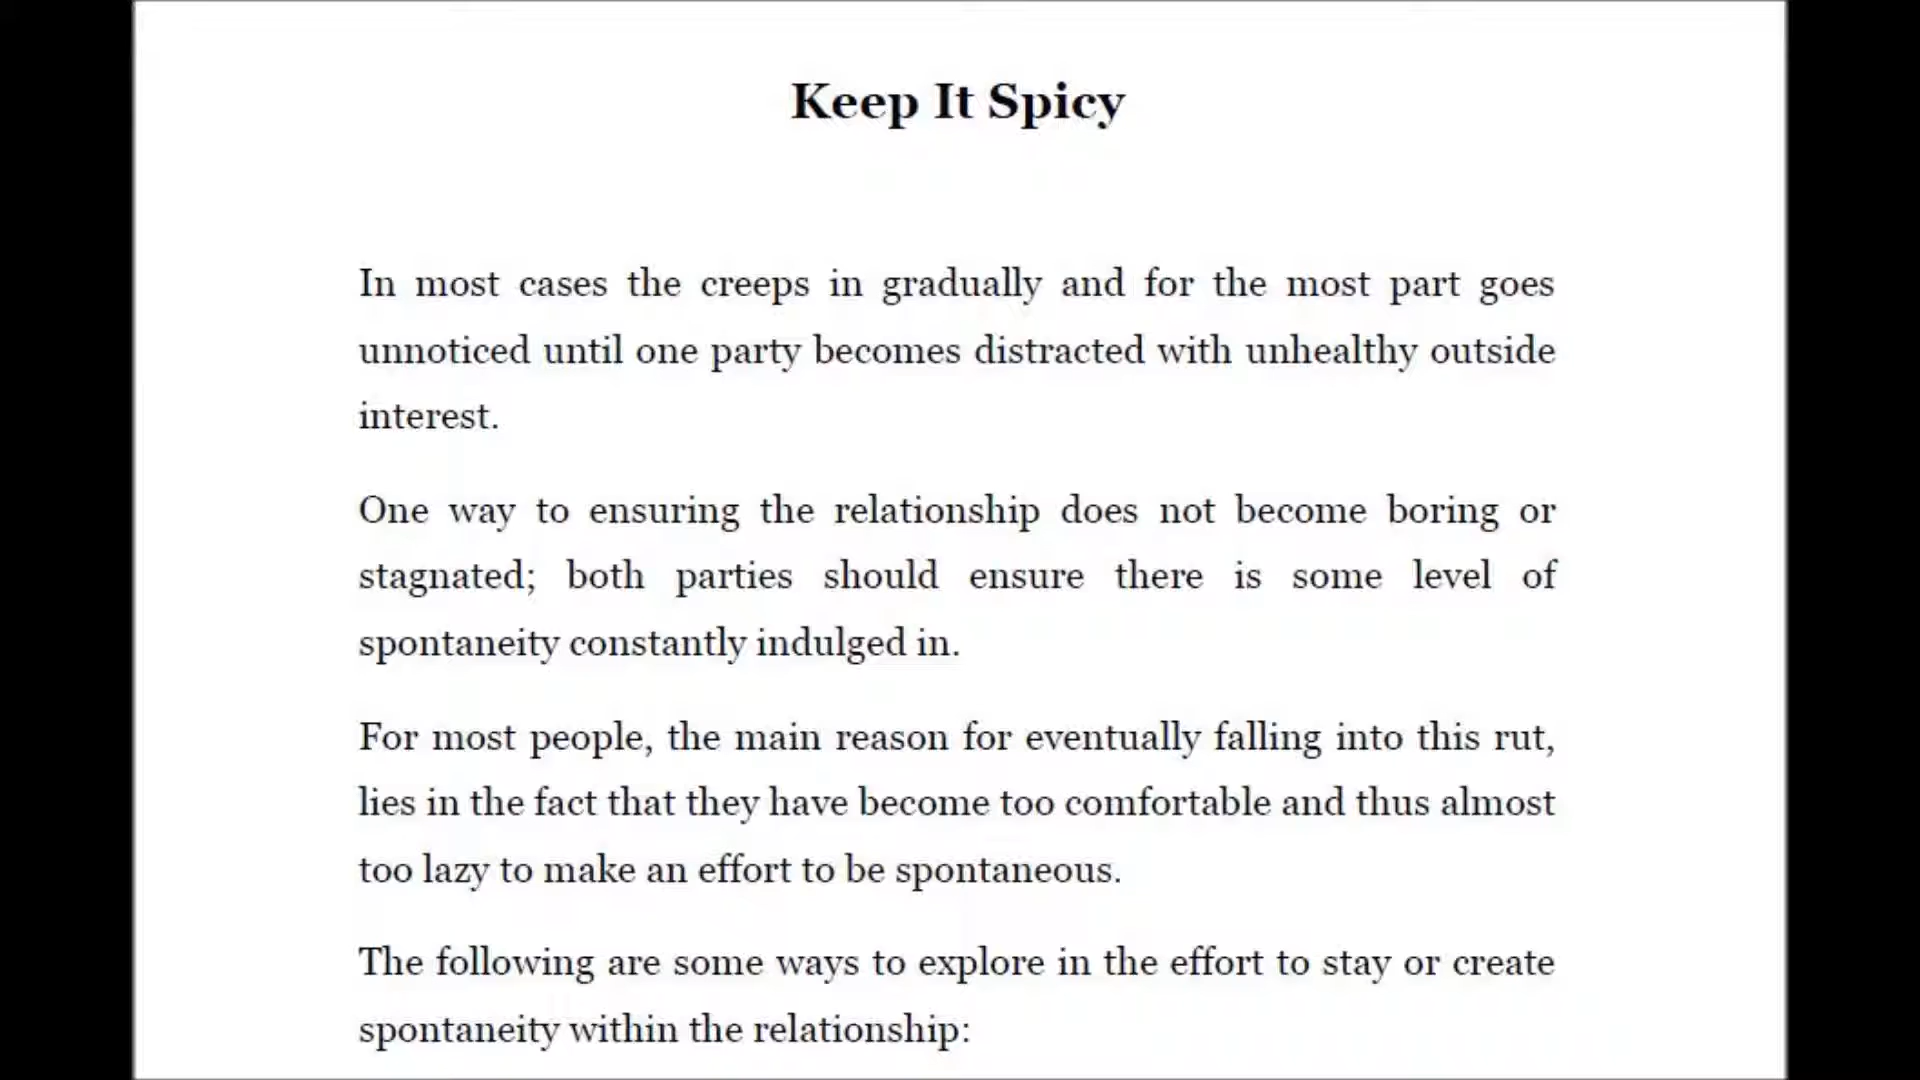 Keep It Spicy
In most cases the creeps in gradually and for the most part goes
unnoticed until one party becomes distracted with unhealthy outside
interest.
One way to ensuring the relationship does not become boring or
stagnated; both parties should ensure there is some level of
spontaneity constantly indulged in.
For most people, the main reason for eventually falling into this rut,
lies in the fact that they have become too comfortable and thus almost
too lazy to make an effort to be spontaneous.
The following are some ways to explore in the effort to stay or create
spontaneity within the relationship: